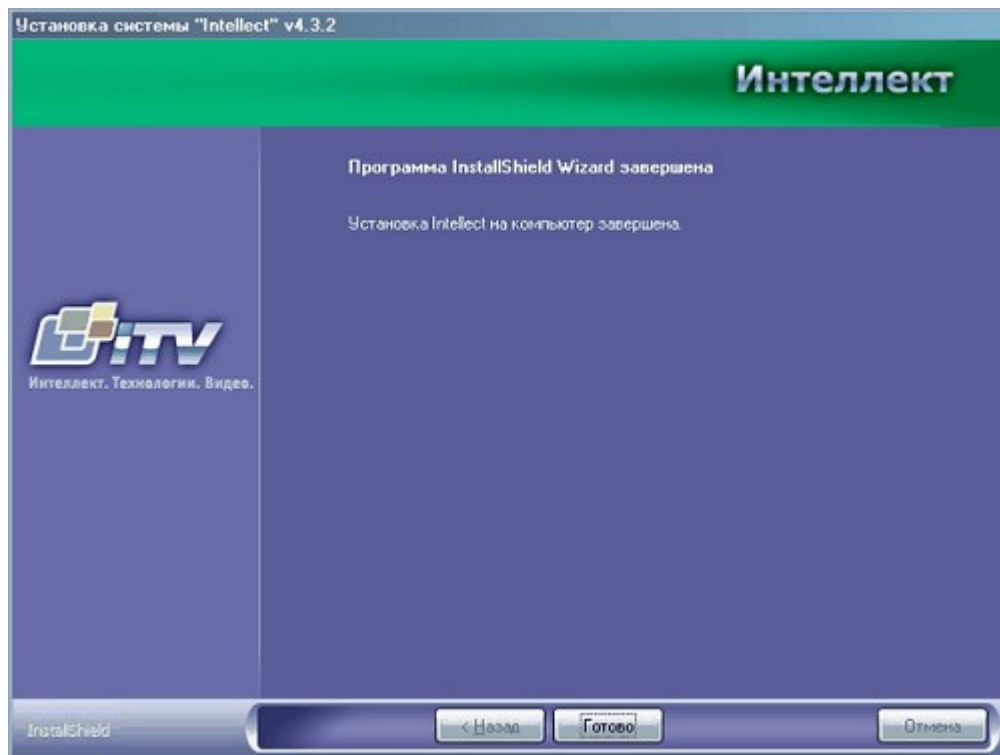 Установка системы "Intellect" v4.3.2
Интеллект
Программа InstallShield Wizard завершена
Установка Intellect на компьютер завершена.
iTV
Интеллект. Технологии. Видео.
InstallShield
< Назад
Готово
Отмена